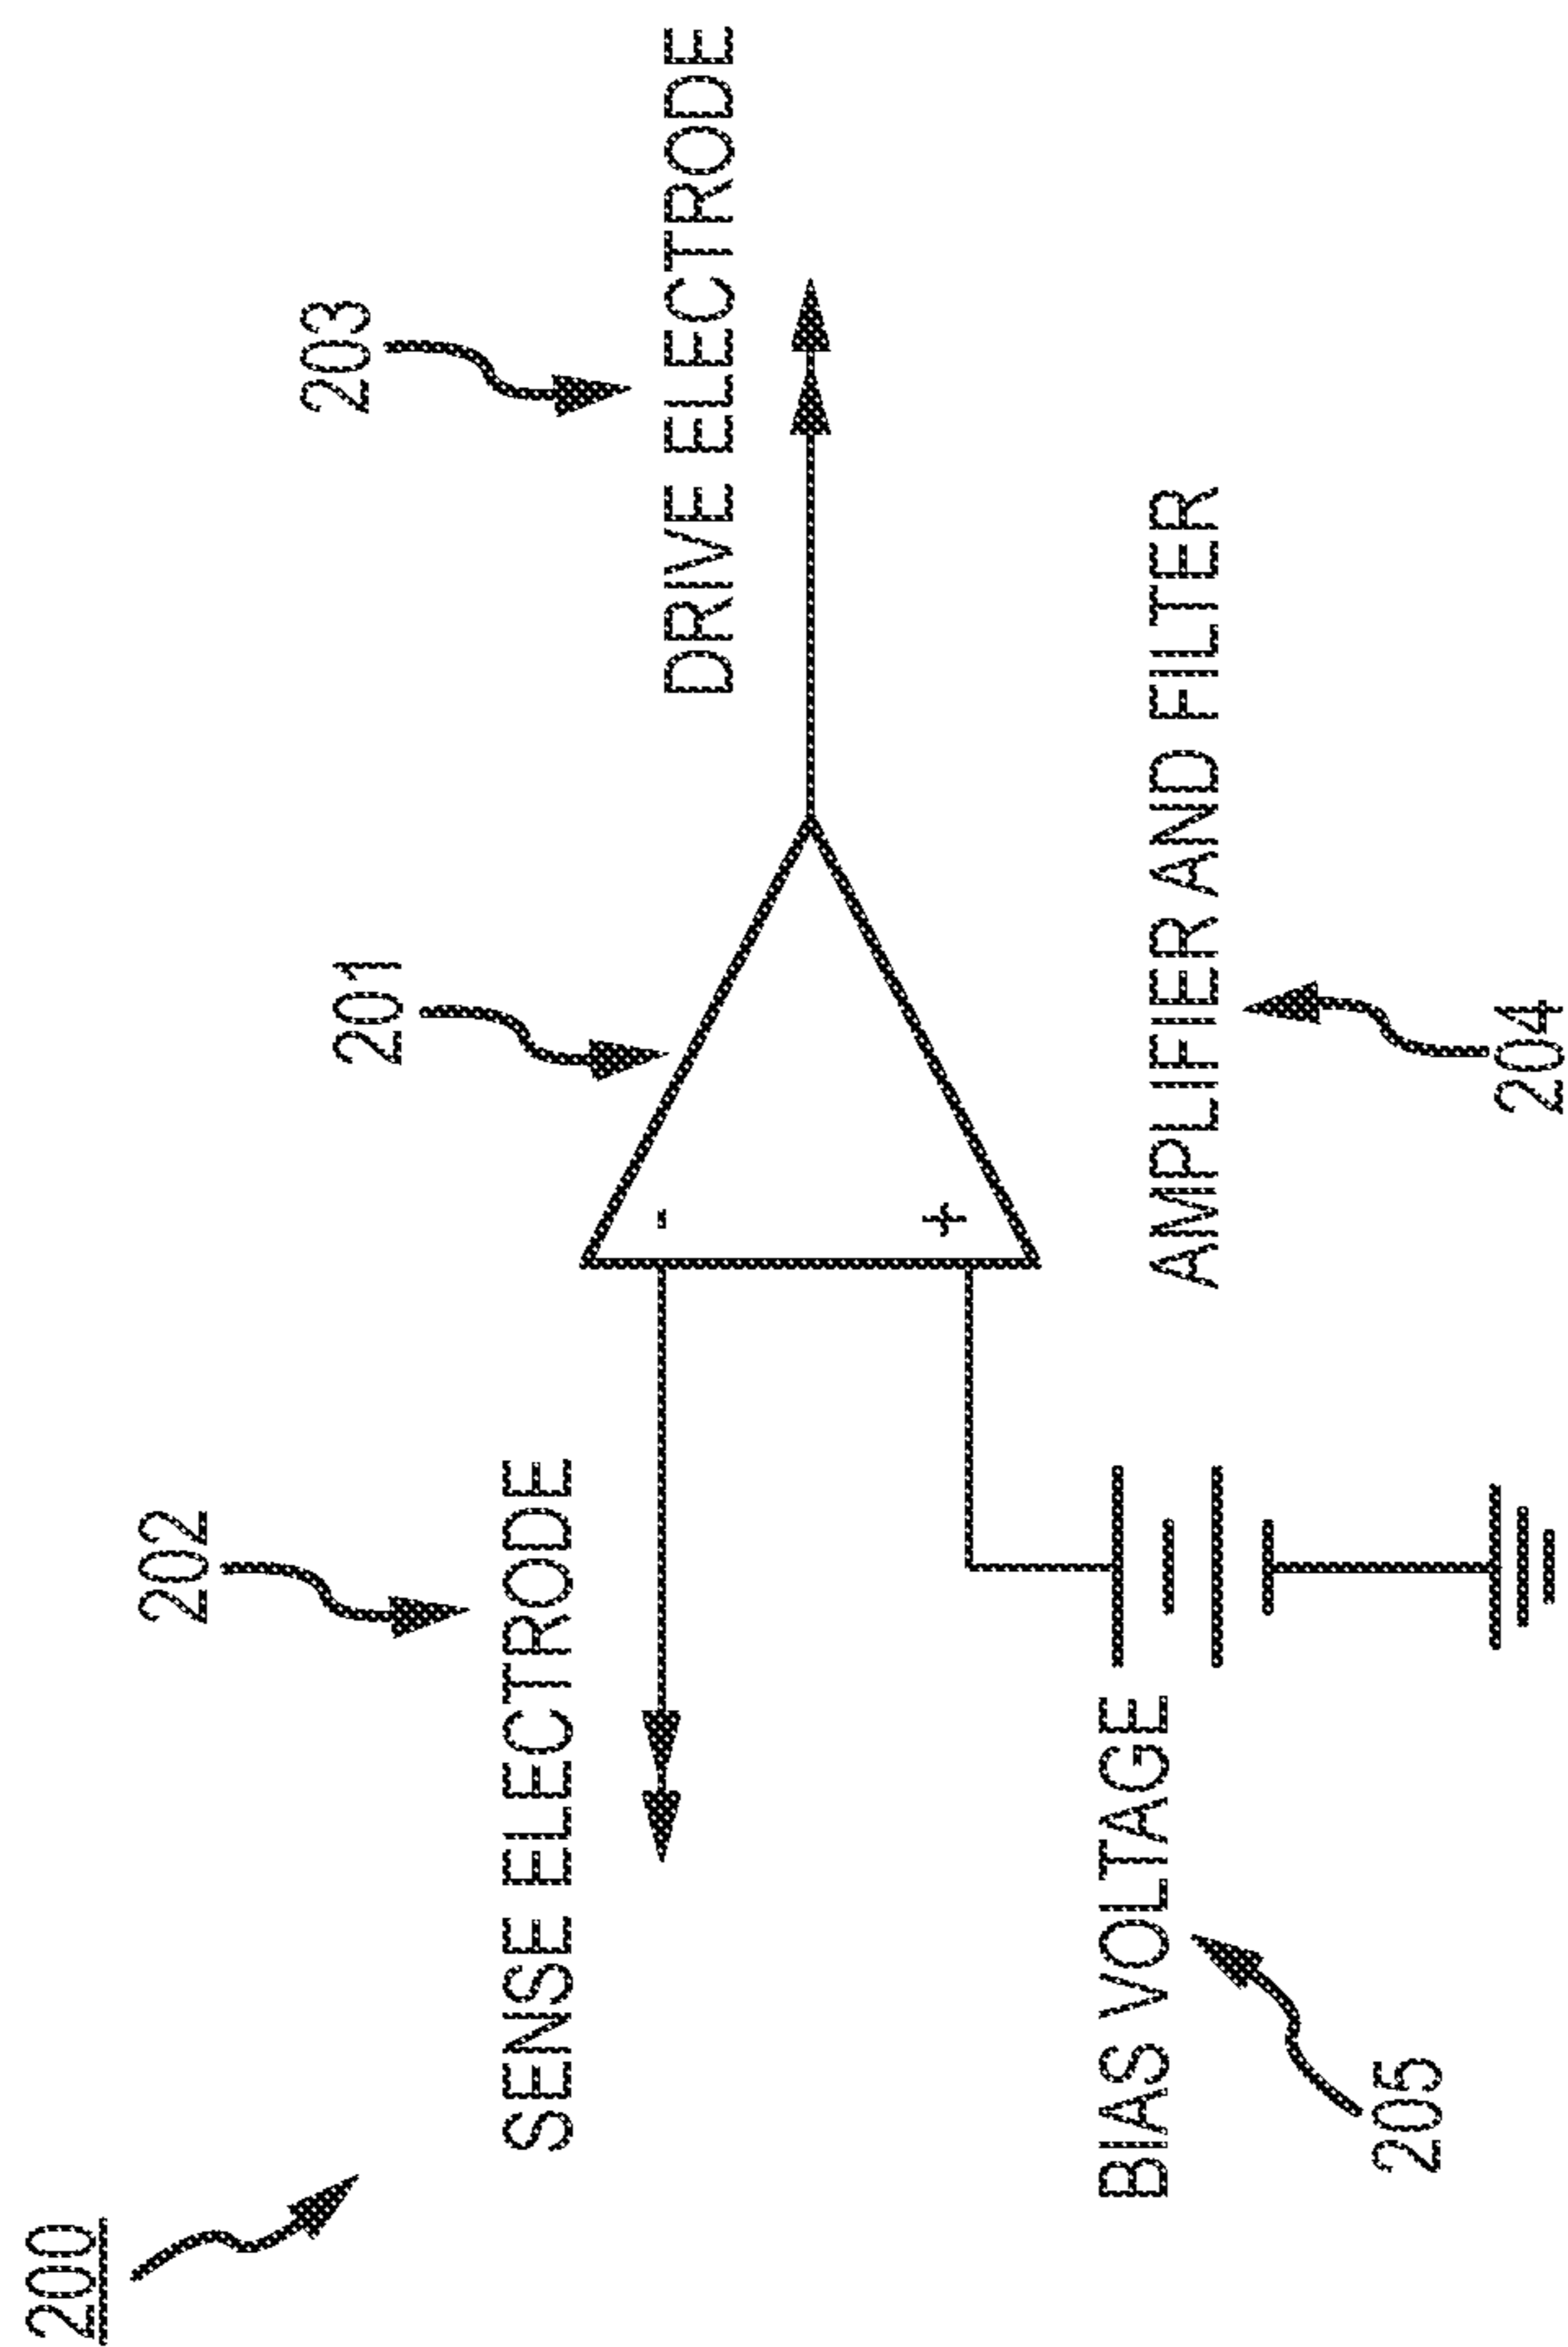 200
202
SENSE ELECTRODE
201
203
DRIVE ELECTRODE
-
+
BIAS VOLTAGE
205
AMPLIFIER AND FILTER
204